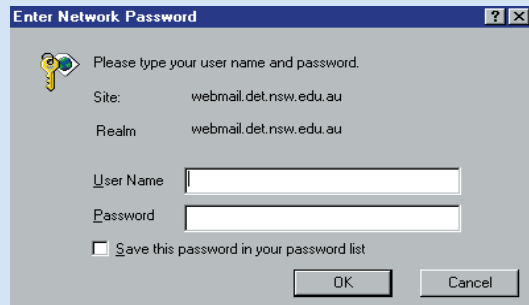 Enter Network Password
Please type your user name and password.
Site: webmail.det.nsw.edu.au
Realm webmail.det.nsw.edu.au
User Name
Password
Save this password in your password list
OK Cancel